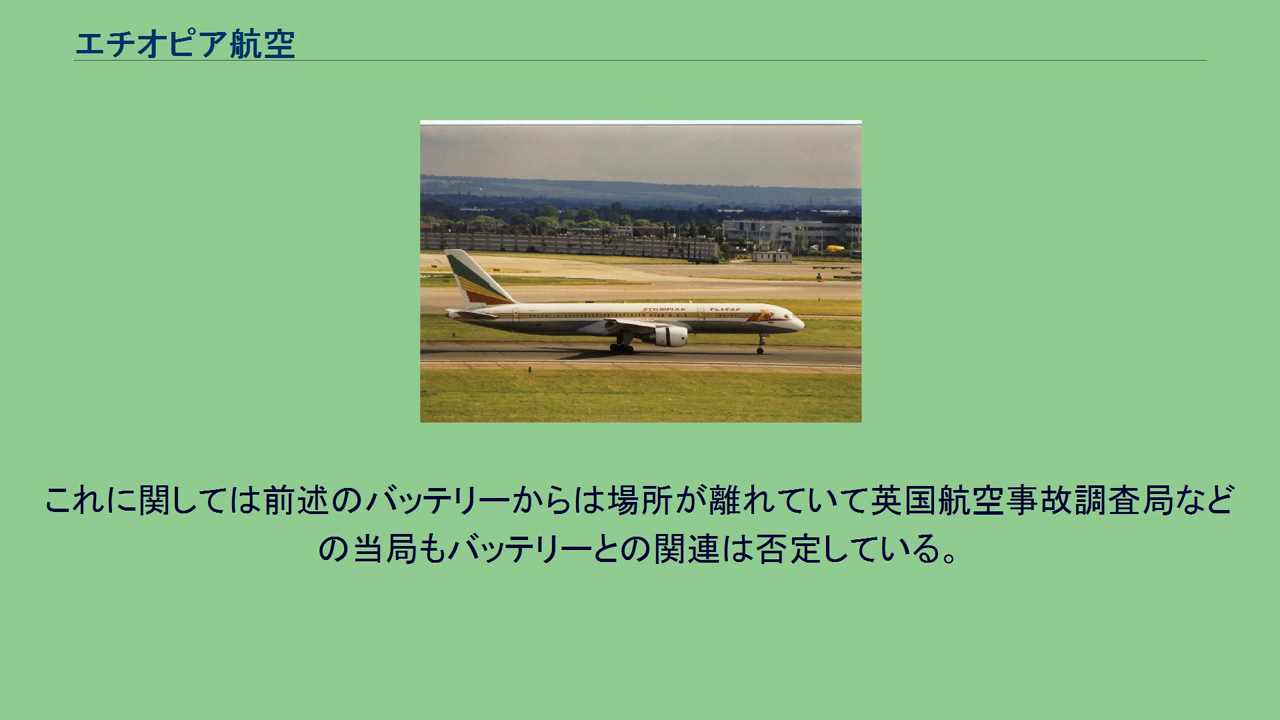 エチオピア航空
ETHIOPIAN
これに関しては前述のバッテリーからは場所が離れていて英国航空事故調査局など
の当局もバッテリーとの関連は否定している。